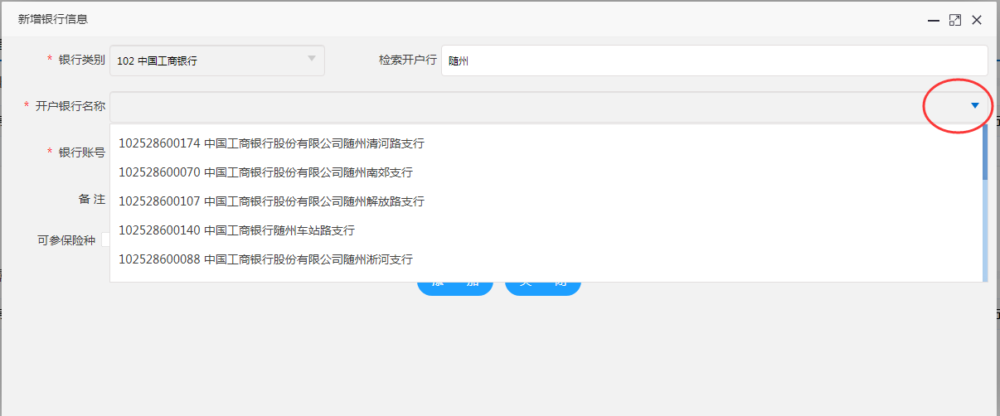 新增银行信息
* 银行类别 102 中国工商银行 检索开户行 随州
* 开户银行名称
102528600174 中国工商银行股份有限公司随州清河路支行
* 银行账号
102528600070 中国工商银行股份有限公司随州南郊支行
备 注
102528600107 中国工商银行股份有限公司随州解放路支行
102528600140 中国工商银行随州车站路支行
可参保险种
102528600088 中国工商银行股份有限公司随州淅河支行